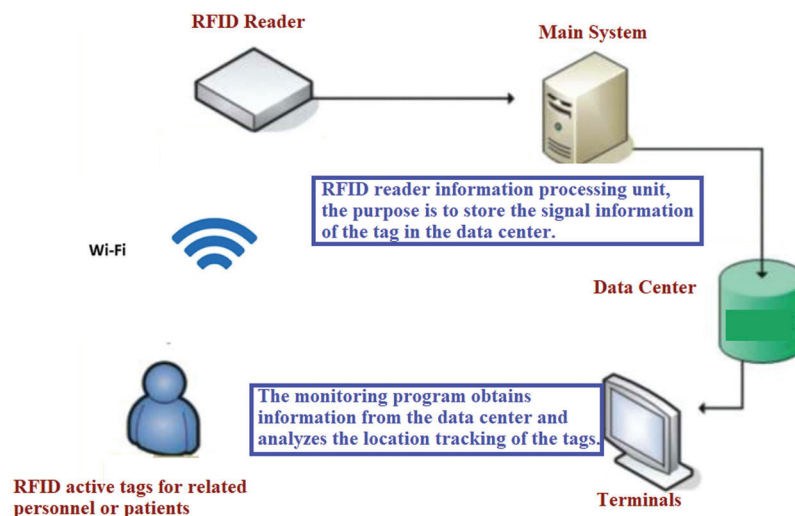 RFID Reader
Main System
RFID reader information processing unit,
the purpose is to store the signal information
of the tag in the data center.
Wi-Fi
Data Center
The monitoring program obtains
information from the data center and
analyzes the location tracking of the tags.
RFID active tags for related
personnel or patients
Terminals